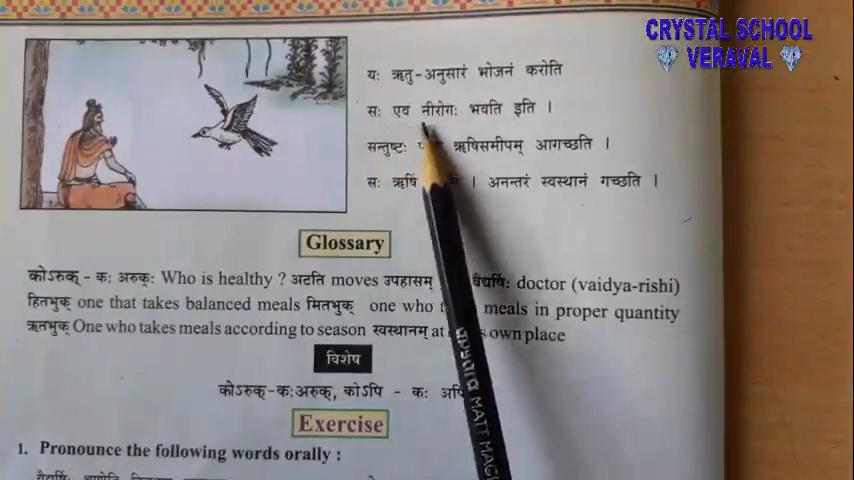 CRYSTAL SCHOOL
VERAVAL
यः ऋतु-अनुसारं भोजनं करोति
सः एव नीरोगः भवति इति ।
सन्तुष्टः ऋषिसमीपम् आगच्छति ।
सः ऋषिं । अनन्तरं स्वस्थानं गच्छति ।
Glossary
कोऽरुक् - कः अरुक्ः Who is healthy ? अटति moves उपहासम् वैद्यर्षिः doctor (vaidya-rishi)
हितभुक् one that takes balanced meals मितभुक् one who meals in proper quantity
ऋतभुक् One who takes meals according to season स्वस्थानम् at own place
विशेष
कोऽरुक्-कःअरुक्, कोऽपि - कः
Exercise
1. Pronounce the following words orally :
apsara MATT MAGI